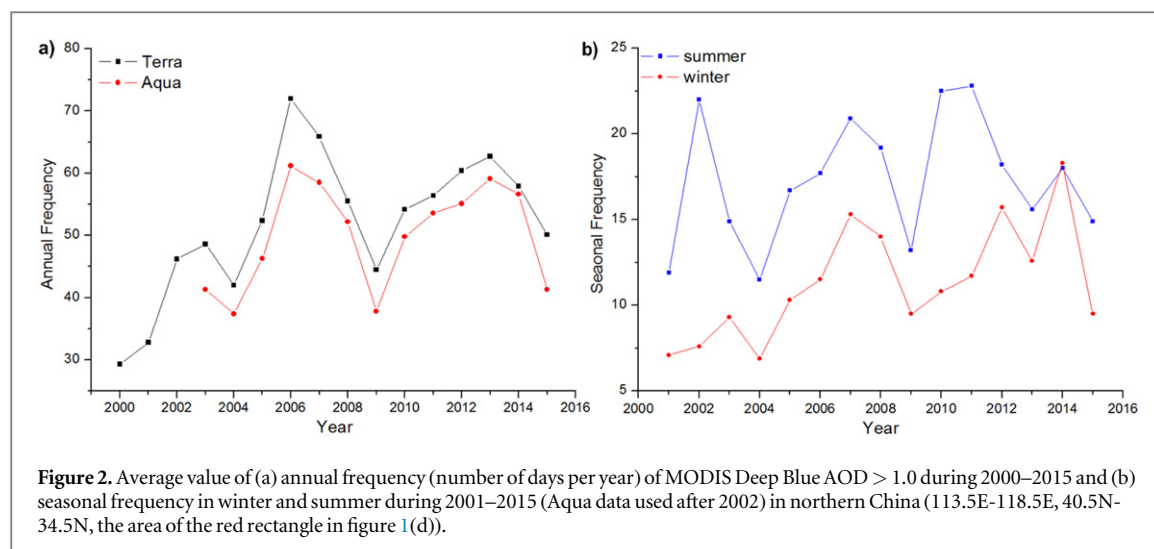 a)
Terra
Aqua
80
70
60
50
40
30
Annual Frequency
2000 2002 2004 2006 2008 2010 2012 2014 2016
Year
b)
summer
winter
25
20
15
10
5
Seaonal Frequency
2000 2002 2004 2006 2008 2010 2012 2014 2016
Year
Figure 2. Average value of (a) annual frequency (number of days per year) of MODIS Deep Blue AOD > 1.0 during 2000–2015 and (b)
seasonal frequency in winter and summer during 2001–2015 (Aqua data used after 2002) in northern China (113.5E-118.5E, 40.5N-
34.5N, the area of the red rectangle in figure 1(d)).